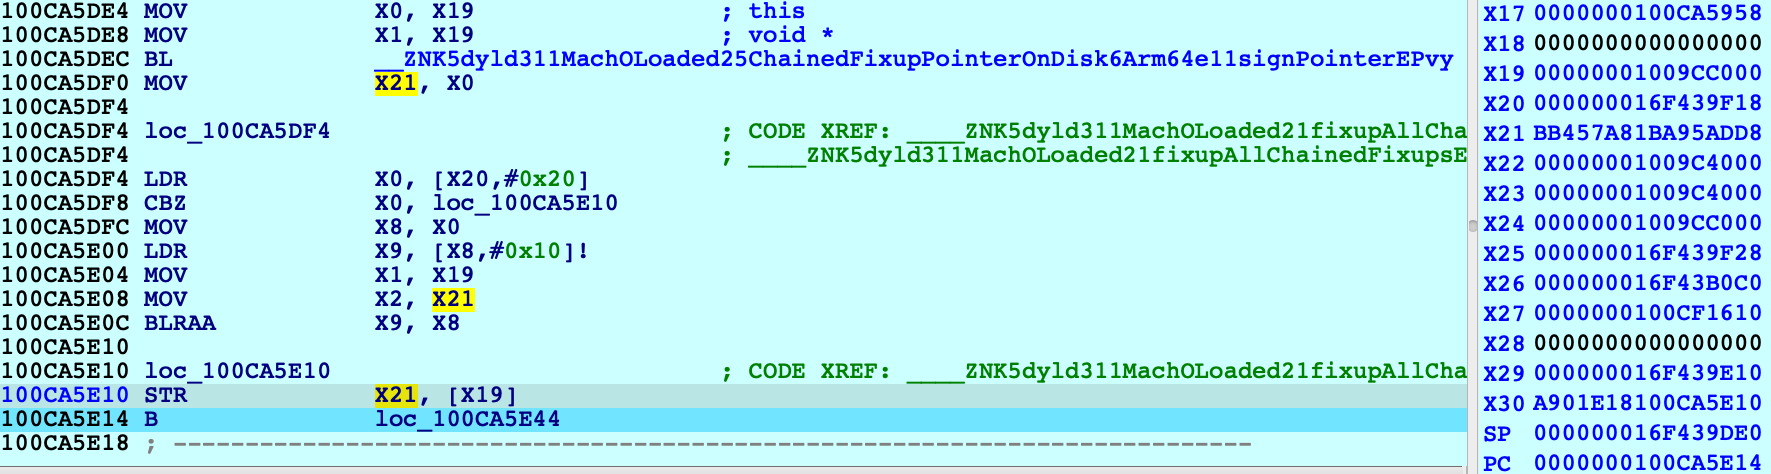 100CA5DE4 MOV X0, X19 ; this
100CA5DE8 MOV X1, X19 ; void *
100CA5DEC BL __ZNK5dyld311MachOLoaded25ChainedFixupPointerOnDisk6Arm64e11signPointerEPvy
100CA5DF0 MOV X21, X0
100CA5DF4
100CA5DF4 loc_100CA5DF4 ; CODE XREF: ____ZNK5dyld311MachOLoaded21fixupAllCha
100CA5DF4 ; ____ZNK5dyld311MachOLoaded21fixupAllChainedFixupsE
100CA5DF4 LDR X0, [X20,#0x20]
100CA5DF8 CBZ X0, loc_100CA5E10
100CA5DFC MOV X8, X0
100CA5E00 LDR X9, [X8,#0x10]!
100CA5E04 MOV X1, X19
100CA5E08 MOV X2, X21
100CA5E0C BLRAA X9, X8
100CA5E10
100CA5E10 loc_100CA5E10 ; CODE XREF: ____ZNK5dyld311MachOLoaded21fixupAllCha
100CA5E10 STR X21, [X19]
100CA5E14 B loc_100CA5E44
100CA5E18 ; ---------------------------------------------------------------------------
X17 0000000100CA5958
X18 0000000000000000
X19 00000001009CC000
X20 000000016F439F18
X21 BB457A81BA95ADD8
X22 00000001009C4000
X23 00000001009C4000
X24 00000001009CC000
X25 000000016F439F28
X26 000000016F43B0C0
X27 0000000100CF1610
X28 0000000000000000
X29 000000016F439E10
X30 A901E18100CA5E10
SP 000000016F439DE0
PC 0000000100CA5E14